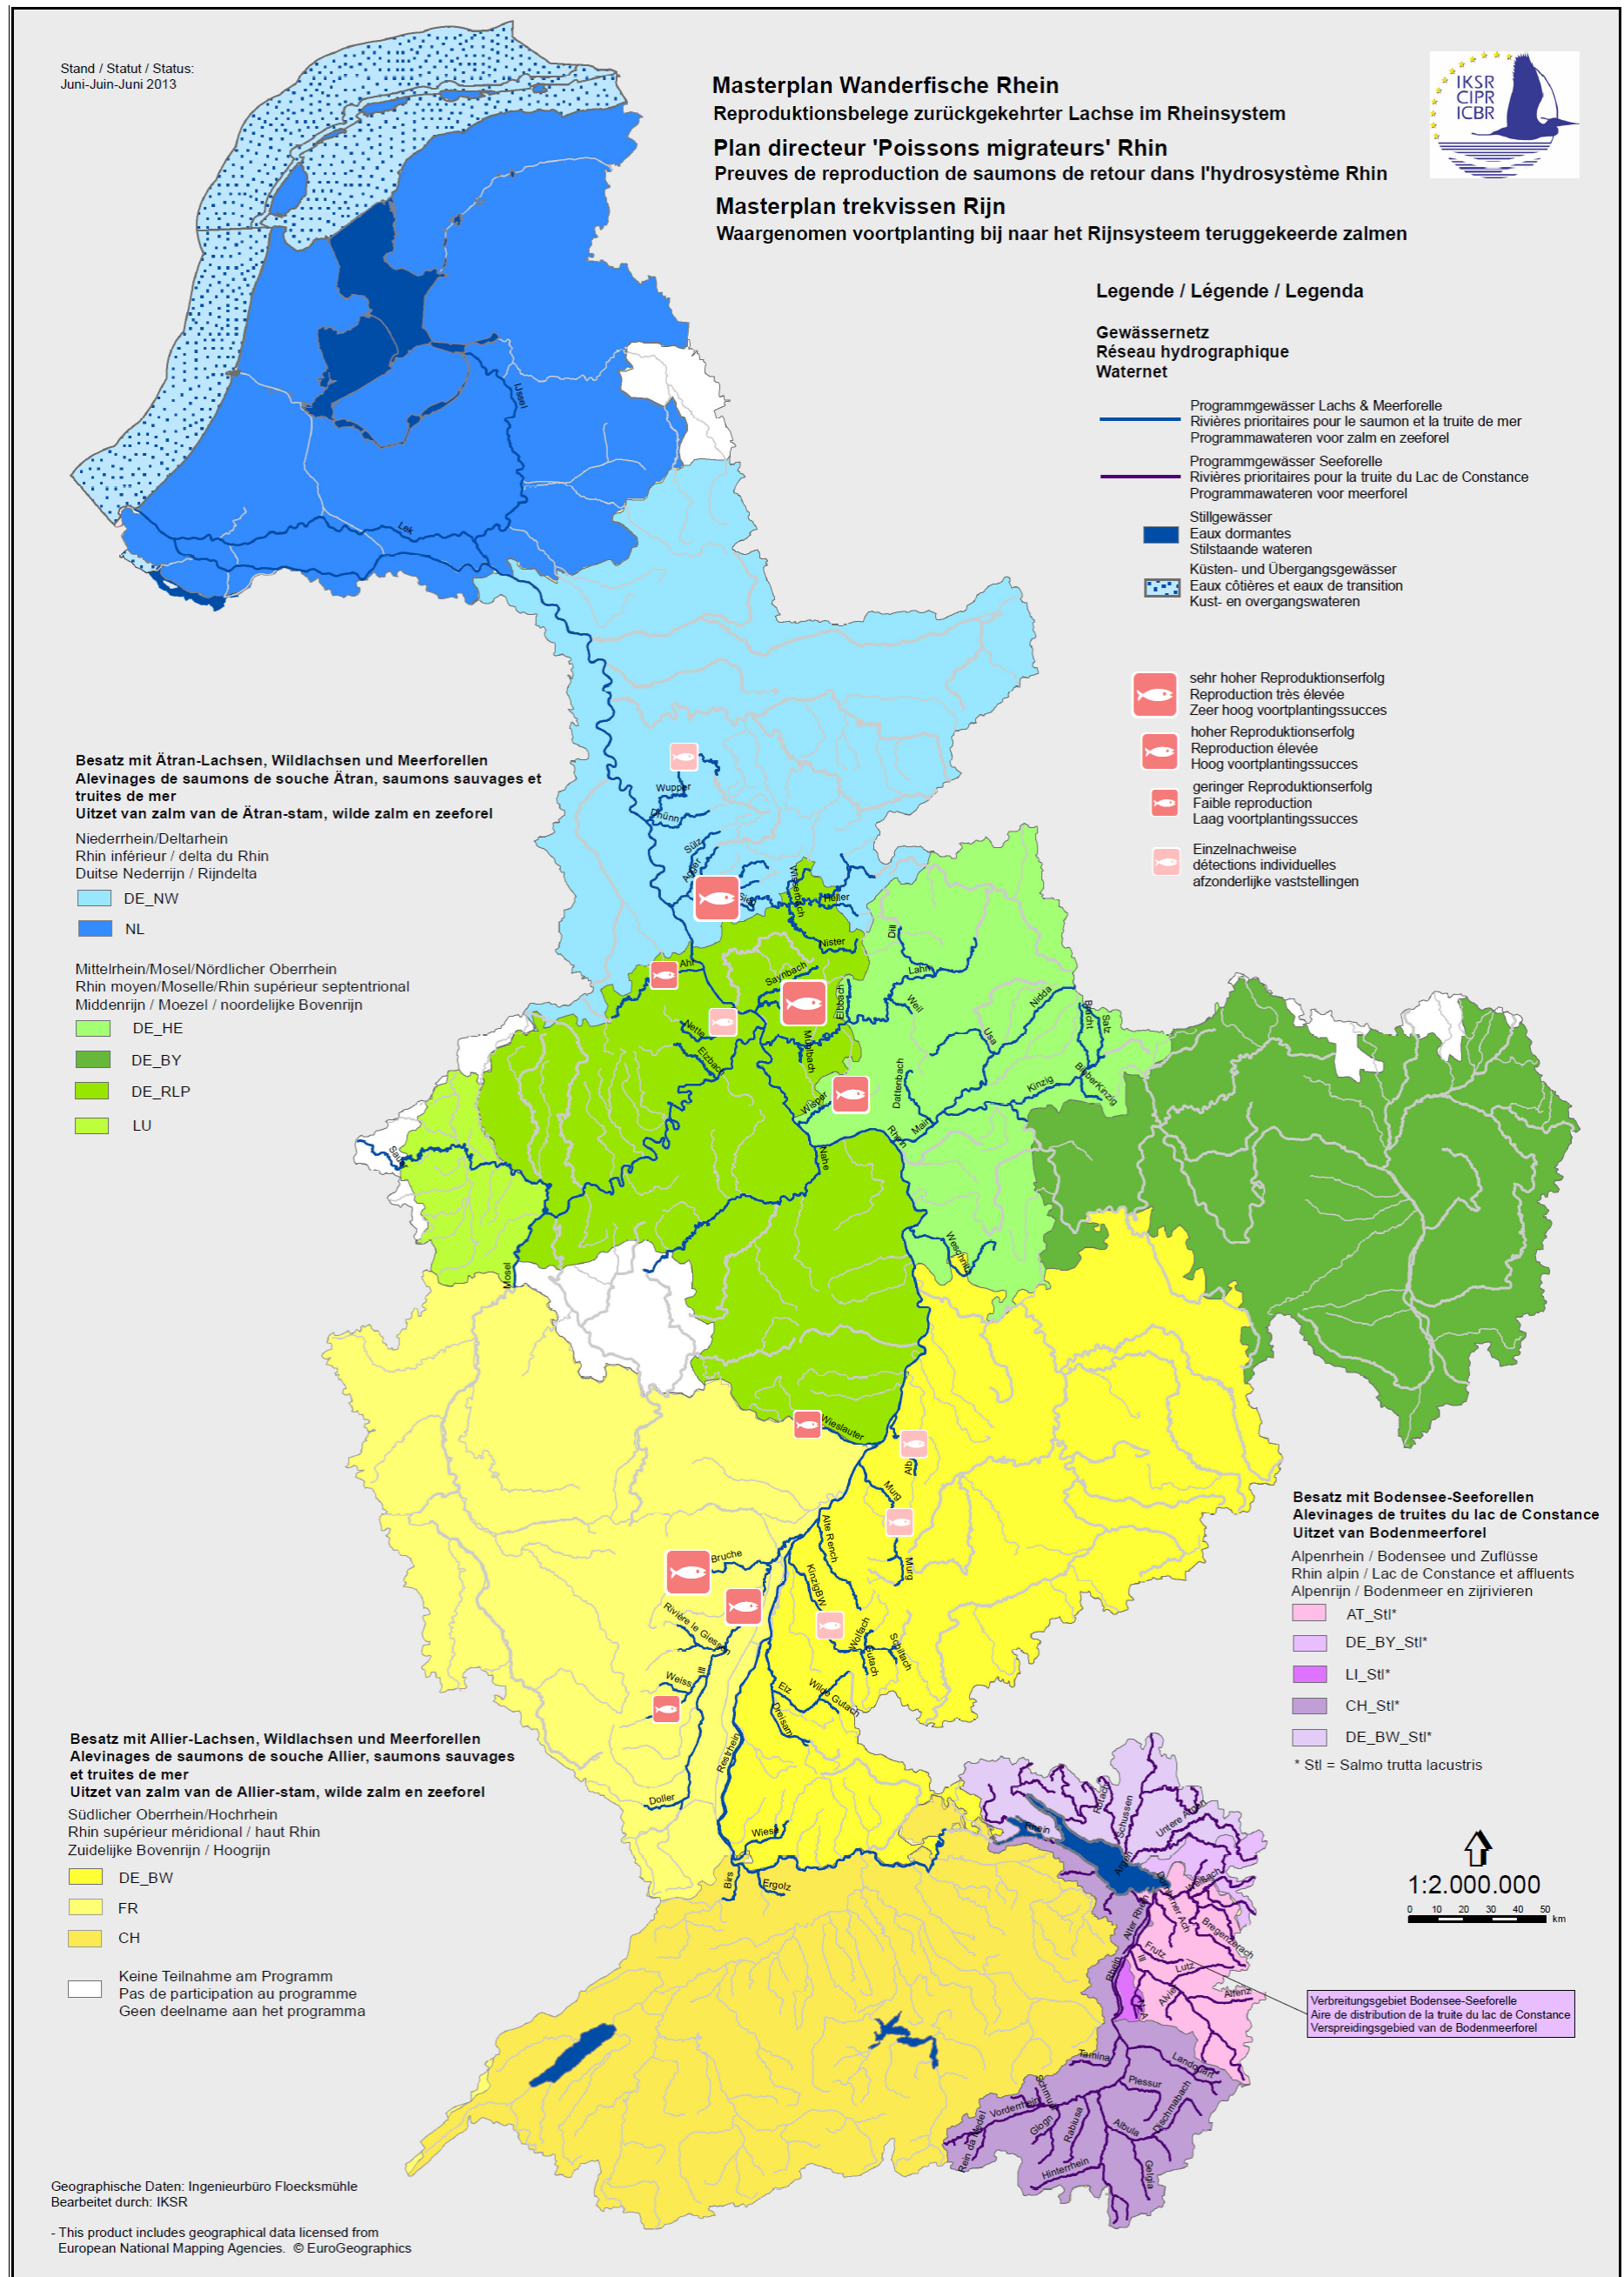 Stand / Statut / Status:
Juni-Juin-Juni 2013
Masterplan Wanderfische Rhein
Reproduktionsbelege zurückgekehrter Lachse im Rheinsystem
Plan directeur 'Poissons migrateurs' Rhin
Preuves de reproduction de saumons de retour dans l'hydrosystème Rhin
Masterplan trekvissen Rijn
Waargenomen voortplanting bij naar het Rijnsysteem teruggekeerde zalmen
IKSR
CIPR
ICBR
Legende / Légende / Legenda
Gewässernetz
Réseau hydrographique
Waternet
Programmgewässer Lachs & Meerforelle
Rivières prioritaires pour le saumon et la truite de mer
Programmawateren voor zalm en zeeforel
Programmgewässer Seeforelle
Rivières prioritaires pour la truite du Lac de Constance
Programmawateren voor meerforel
Stillgewässer
Eaux dormantes
Stilstaande wateren
Küsten- und Übergangsgewässer
Eaux côtières et eaux de transition
Kust- en overgangswateren
sehr hoher Reproduktionserfolg
Reproduction très élevée
Zeer hoog voortplantingssucces
hoher Reproduktionserfolg
Reproduction élevée
Hoog voortplantingssucces
geringer Reproduktionserfolg
Faible reproduction
Laag voortplantingssucces
Einzelnachweise
détections individuelles
afzonderlijke vaststellingen
Besatz mit Ätran-Lachsen, Wildlachsen und Meerforellen
Alevinages de saumons de souche Ätran, saumons sauvages et
truites de mer
Uitzet van zalm van de Ätran-stam, wilde zalm en zeeforel
Niederrhein/Deltarhein
Rhin inférieur / delta du Rhin
Duitse Nederrijn / Rijndelta
DE_NW
NL
Mittelrhein/Mosel/Nördlicher Oberrhein
Rhin moyen/Moselle/Rhin supérieur septentrional
Middenrijn / Moezel / noordelijke Bovenrijn
DE_HE
DE_BY
DE_RLP
LU
IJssel
Lek
Wupper
Dhünn
Sülz
Agger
Sieg
Wisserbach
Heller
Nister
Dill
Ahr
Saynbach
Lahn
Elbbach
Weil
Nidda
Bracht
Salz
Nette
Elzbach
Mühlbach
Usa
Dattenbach
Kinzig
BieberKinzig
Wisper
Main
Rhein
Nahe
Sauer
Mosel
Weschnitz
Wieslauter
Alb
Murg
Alte Rench
Murg
Bruche
KinzigBW
Rivière le Giessen
Wolfach
Gutach
Schiltach
Ill
Weiss
Elz
Wilde Gutach
Dreisam
Restrhein
Doller
Wiese
Birs
Ergolz
Besatz mit Bodensee-Seeforellen
Alevinages de truites du lac de Constance
Uitzet van Bodenmeerforel
Alpenrhein / Bodensee und Zuflüsse
Rhin alpin / Lac de Constance et affluents
Alpenrijn / Bodenmeer en zijrivieren
AT_Stl*
DE_BY_Stl*
LI_Stl*
CH_Stl*
DE_BW_Stl*
* Stl = Salmo trutta lacustris
Besatz mit Allier-Lachsen, Wildlachsen und Meerforellen
Alevinages de saumons de souche Allier, saumons sauvages
et truites de mer
Uitzet van zalm van de Allier-stam, wilde zalm en zeeforel
Südlicher Oberrhein/Hochrhein
Rhin supérieur méridional / haut Rhin
Zuidelijke Bovenrijn / Hoogrijn
DE_BW
FR
CH
Keine Teilnahme am Programm
Pas de participation au programme
Geen deelname aan het programma
Rhein
Rotach
Schussen
Untere Argen
Argen
Dornbirner Ach
Weißach
Alter Rhein
Bregenzerach
Frutz
Ill
Lutz
Rhein
Alvier
Alfenz
Tamina
Landquart
Plessur
Schmuèr
Vorderrhein
Glogn
Rabiusa
Albula
Dischmabach
Rein da Medel
Hinterrhein
Gelgia
1:2.000.000
0 10 20 30 40 50
km
Verbreitungsgebiet Bodensee-Seeforelle
Aire de distribution de la truite du lac de Constance
Verspreidingsgebied van de Bodenmeerforel
Geographische Daten: Ingenieurbüro Floecksmühle
Bearbeitet durch: IKSR
- This product includes geographical data licensed from
European National Mapping Agencies. © EuroGeographics